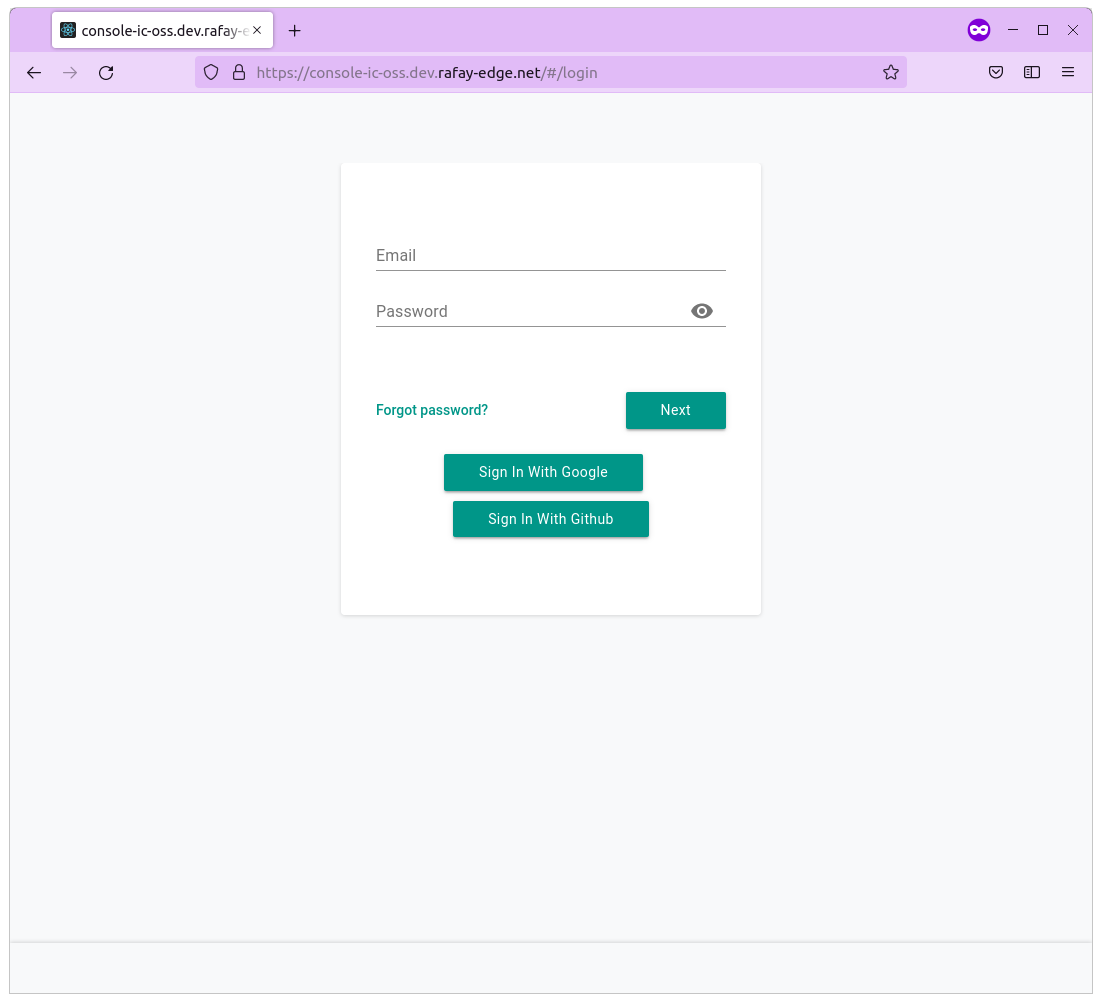 console-ic-oss.dev.rafay-e
https://console-ic-oss.dev.rafay-edge.net/#/login
Email
Password
Forgot password?
Next
Sign In With Google
Sign In With Github